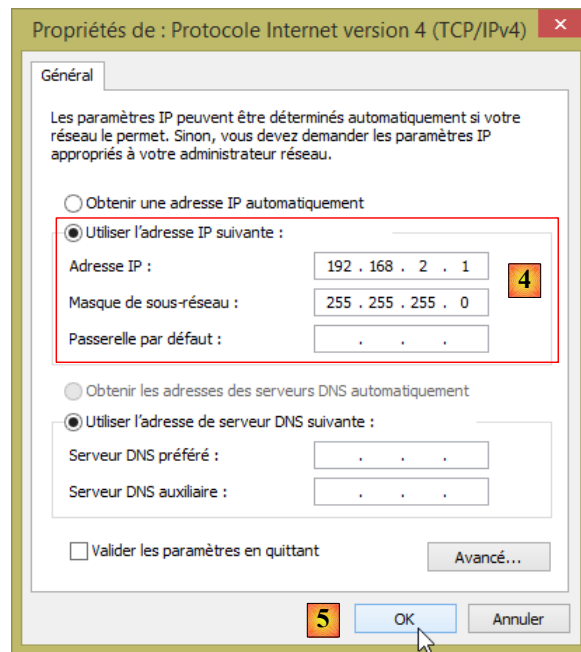 Propriétés de : Protocole Internet version 4 (TCP/IPv4)
Général
Les paramètres IP peuvent être déterminés automatiquement si votre
réseau le permet. Sinon, vous devez demander les paramètres IP
appropriés à votre administrateur réseau.
Obtenir une adresse IP automatiquement
Utiliser l'adresse IP suivante :
Adresse IP :
192 . 168 . 2 . 1
4
Masque de sous-réseau :
255 . 255 . 255 . 0
Passerelle par défaut :
. . .
Obtenir les adresses des serveurs DNS automatiquement
Utiliser l'adresse de serveur DNS suivante :
Serveur DNS préféré :
. . .
Serveur DNS auxiliaire :
. . .
Valider les paramètres en quittant
Avancé...
5
OK
Annuler